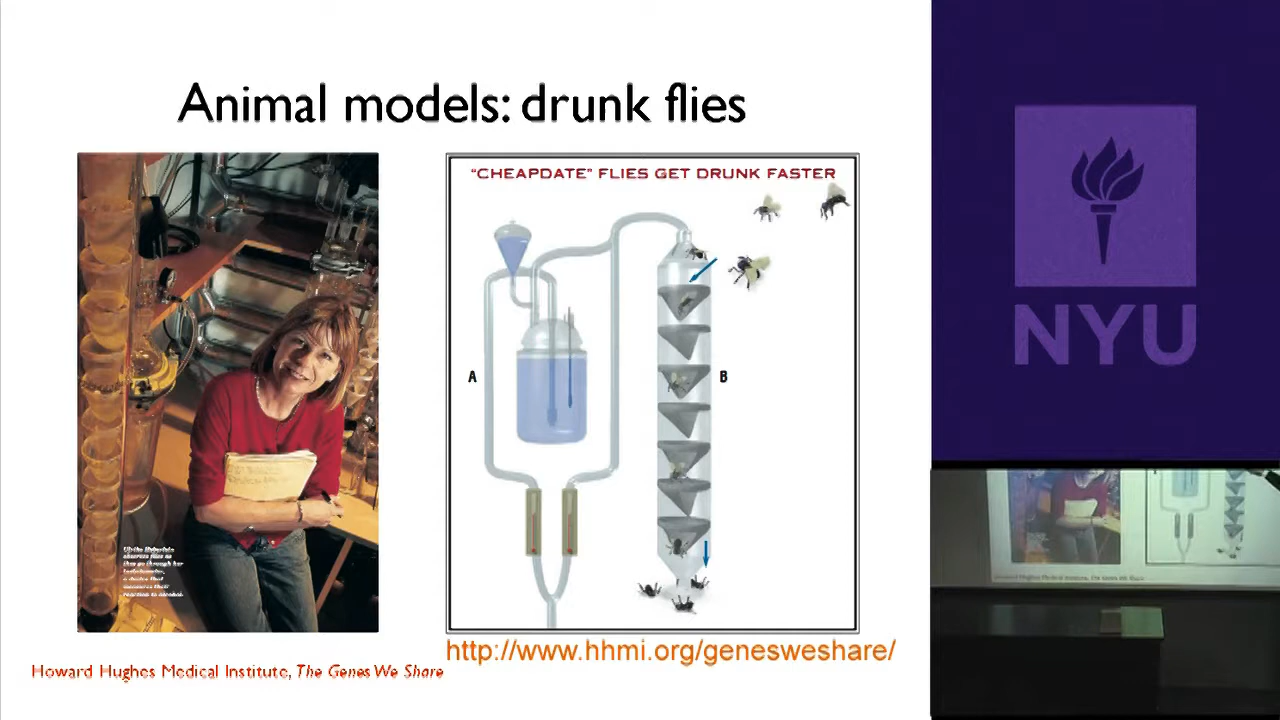 Animal models: drunk flies
"CHEAPDATE" FLIES GET DRUNK FASTER
A
B
http://www.hhmi.org/genesweshare/
Howard Hughes Medical Institute, The Genes We Share
NYU